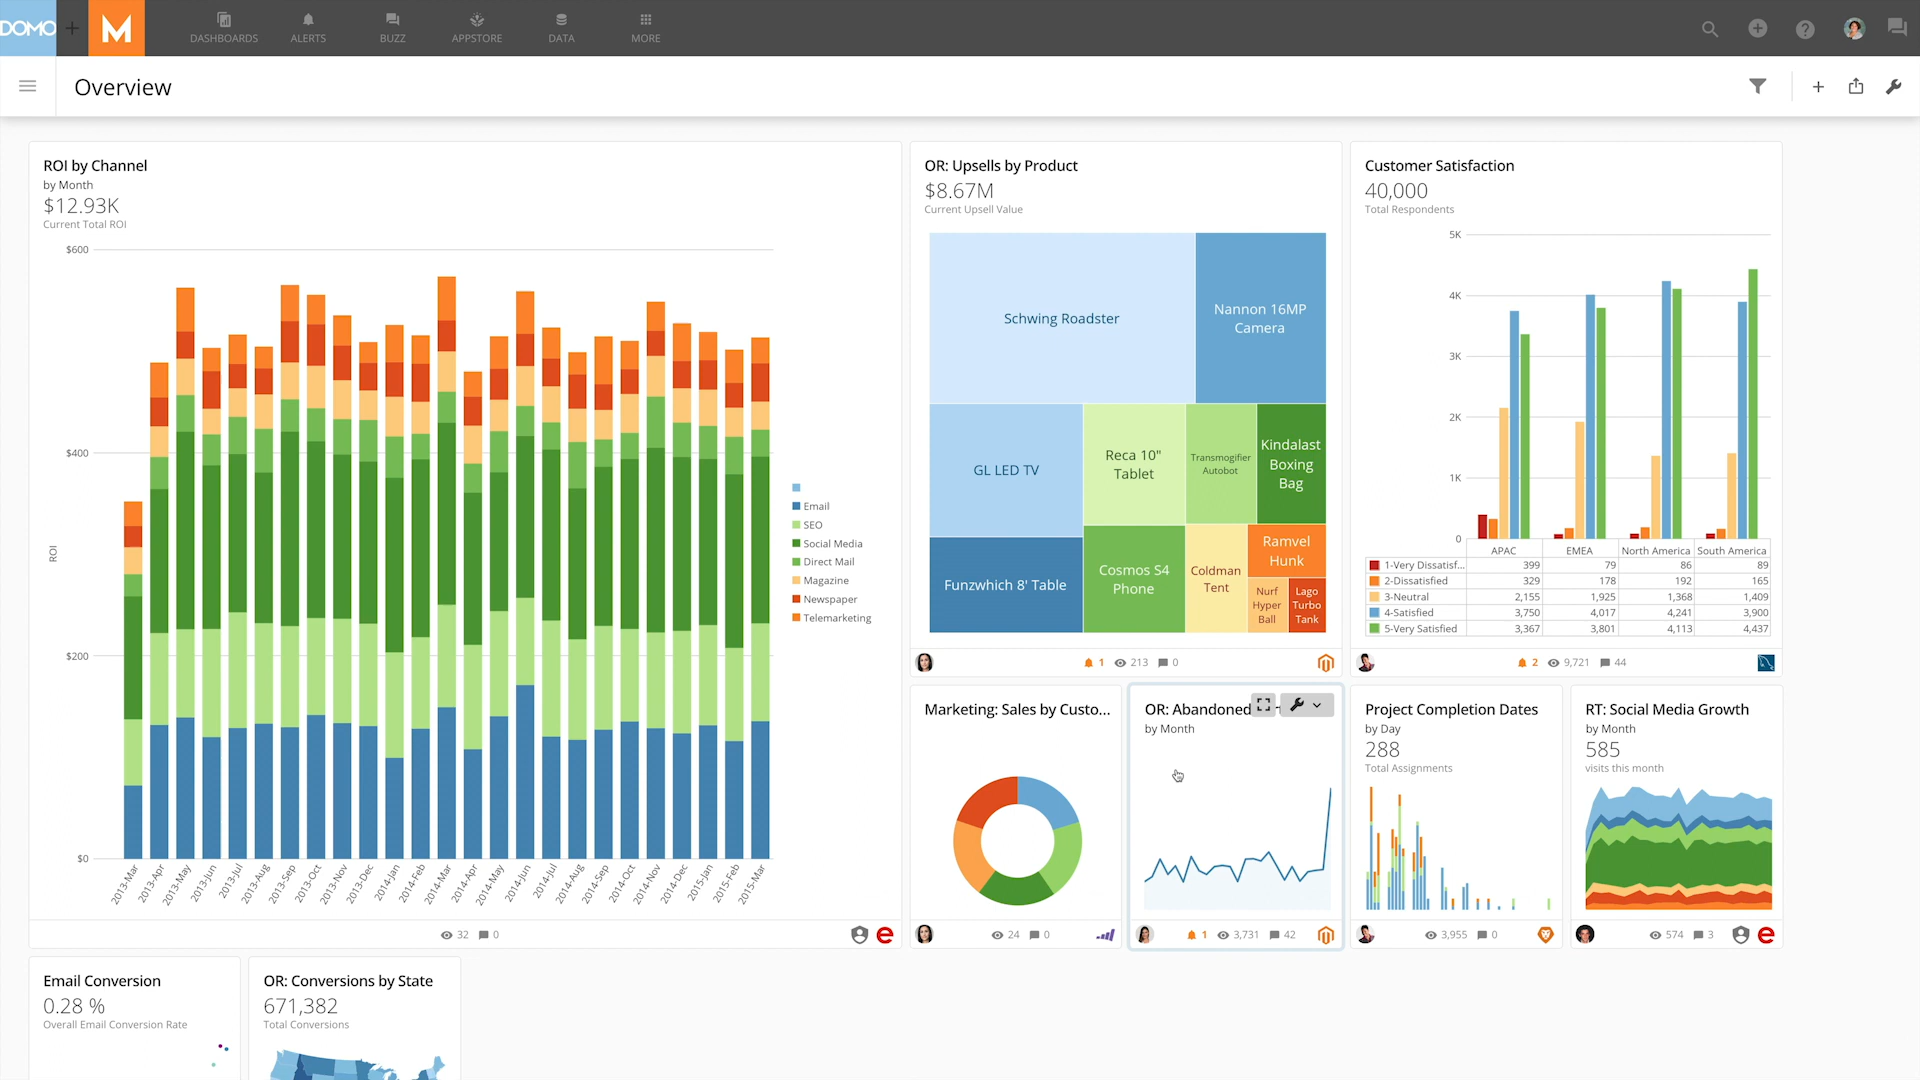 DOMO
M
DASHBOARDS
ALERTS
BUZZ
APPSTORE
DATA
MORE
Overview
ROI by Channel
by Month
$12.93K
Current Total ROI
$600
$400
$200
$0
ROI
2013-Mar
2013-Apr
2013-May
2013-Jun
2013-Jul
2013-Aug
2013-Sep
2013-Oct
2013-Nov
2013-Dec
2014-Jan
2014-Feb
2014-Mar
2014-Apr
2014-May
2014-Jun
2014-Jul
2014-Aug
2014-Sep
2014-Oct
2014-Nov
2014-Dec
2015-Jan
2015-Feb
2015-Mar
Email
SEO
Social Media
Direct Mail
Magazine
Newspaper
Telemarketing
32
0
OR: Upsells by Product
$8.67M
Current Upsell Value
Schwing Roadster
Nannon 16MP
Camera
GL LED TV
Reca 10"
Tablet
Transmogifier
Autobot
Kindalast
Boxing
Bag
Funzwhich 8' Table
Cosmos S4
Phone
Coldman
Tent
Ramvel
Hunk
Nurf
Hyper
Ball
Lago
Turbo
Tank
1
213
0
Customer Satisfaction
40,000
Total Respondents
5K
4K
3K
2K
1K
0
APAC EMEA North America South America
1-Very Dissatisf... 399 79 86 89
2-Dissatisfied 329 178 192 165
3-Neutral 2,155 1,925 1,368 1,409
4-Satisfied 3,750 4,017 4,241 3,900
5-Very Satisfied 3,367 3,801 4,113 4,437
2
9,721
44
Marketing: Sales by Custo...
24
0
OR: Abandoned
by Month
1
3,731
42
Project Completion Dates
by Day
288
Total Assignments
3,955
0
RT: Social Media Growth
by Month
585
visits this month
574
3
Email Conversion
0.28 %
Overall Email Conversion Rate
OR: Conversions by State
671,382
Total Conversions